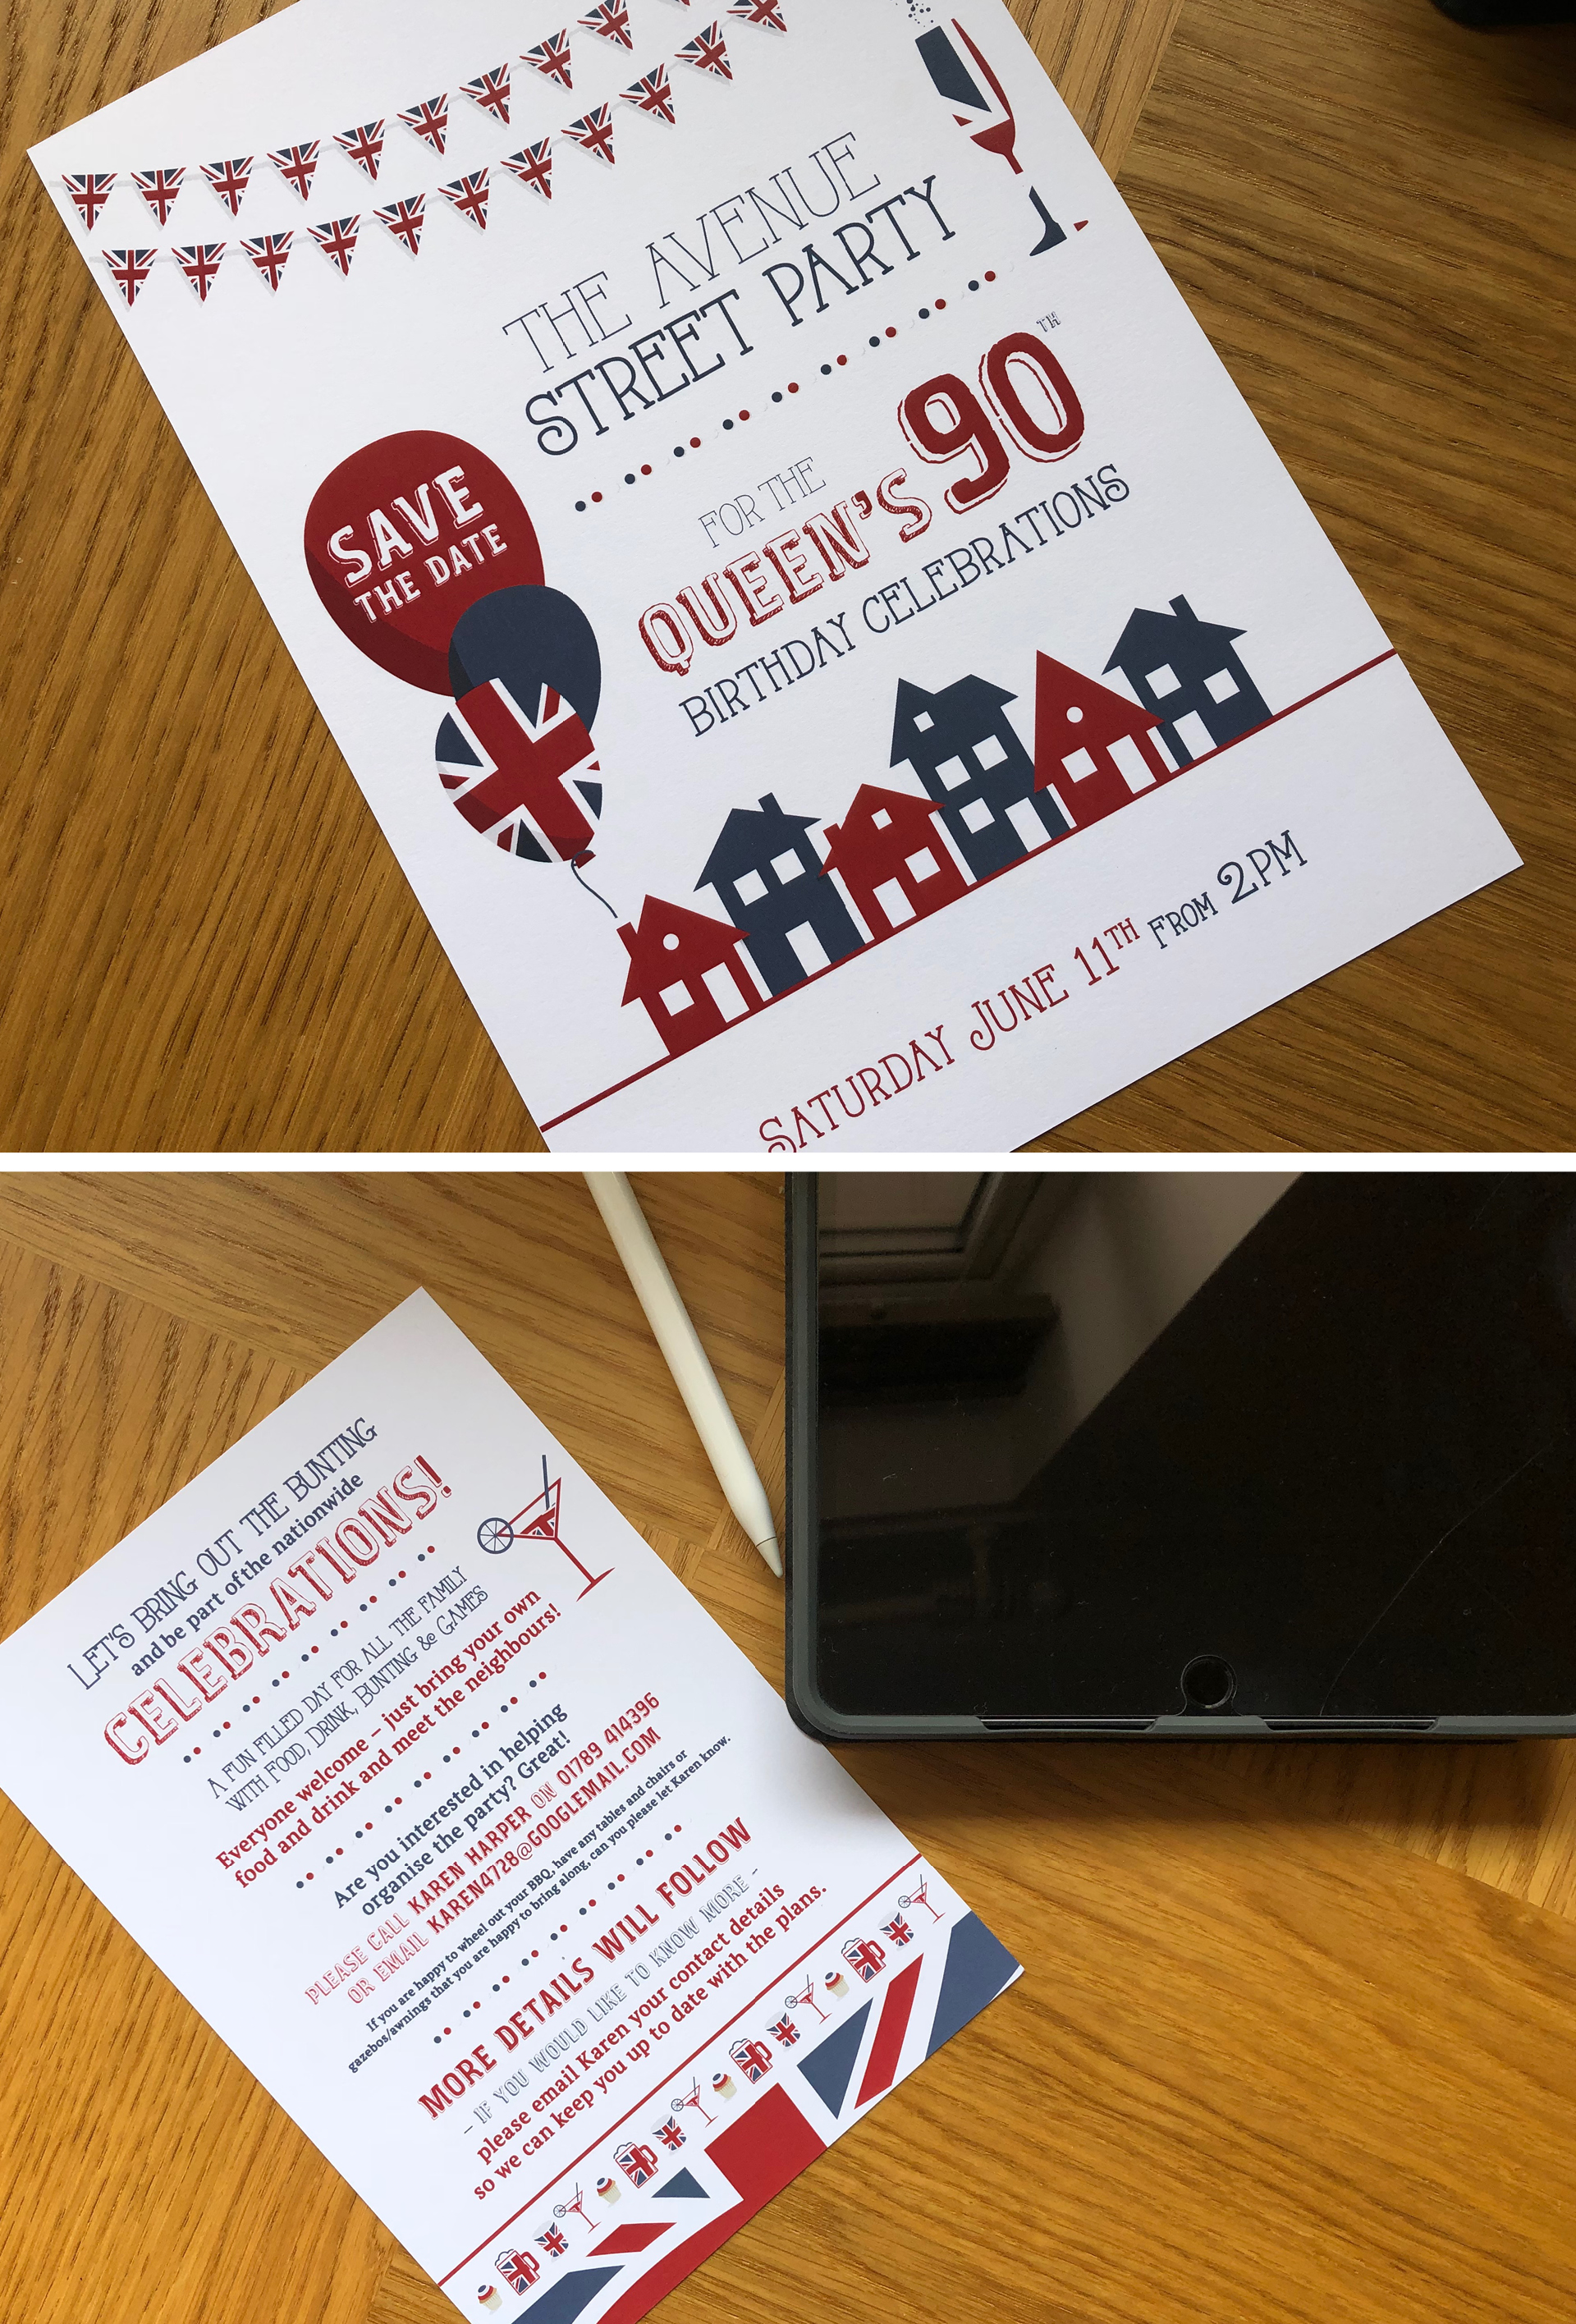 THE AVENUE
STREET PARTY
SAVE
THE DATE
FOR THE
QUEEN'S 90TH
BIRTHDAY CELEBRATIONS
SATURDAY JUNE 11TH FROM 2PM
LET'S BRING OUT THE BUNTING
and be part of the nationwide
CELEBRATIONS!
A FUN FILLED DAY FOR ALL THE FAMILY
WITH FOOD, DRINK, BUNTING & GAMES
Everyone welcome – just bring your own
food and drink and meet the neighbours!
Are you interested in helping
organise the party? Great!
PLEASE CALL KAREN HARPER ON 01789 414396
OR EMAIL KAREN4728@GOOGLEMAIL.COM
If you are happy to wheel out your BBQ, have any tables and chairs or
gazebos/awnings that you are happy to bring along, can you please let Karen know.
MORE DETAILS WILL FOLLOW
- IF YOU WOULD LIKE TO KNOW MORE -
please email Karen your contact details
so we can keep you up to date with the plans.